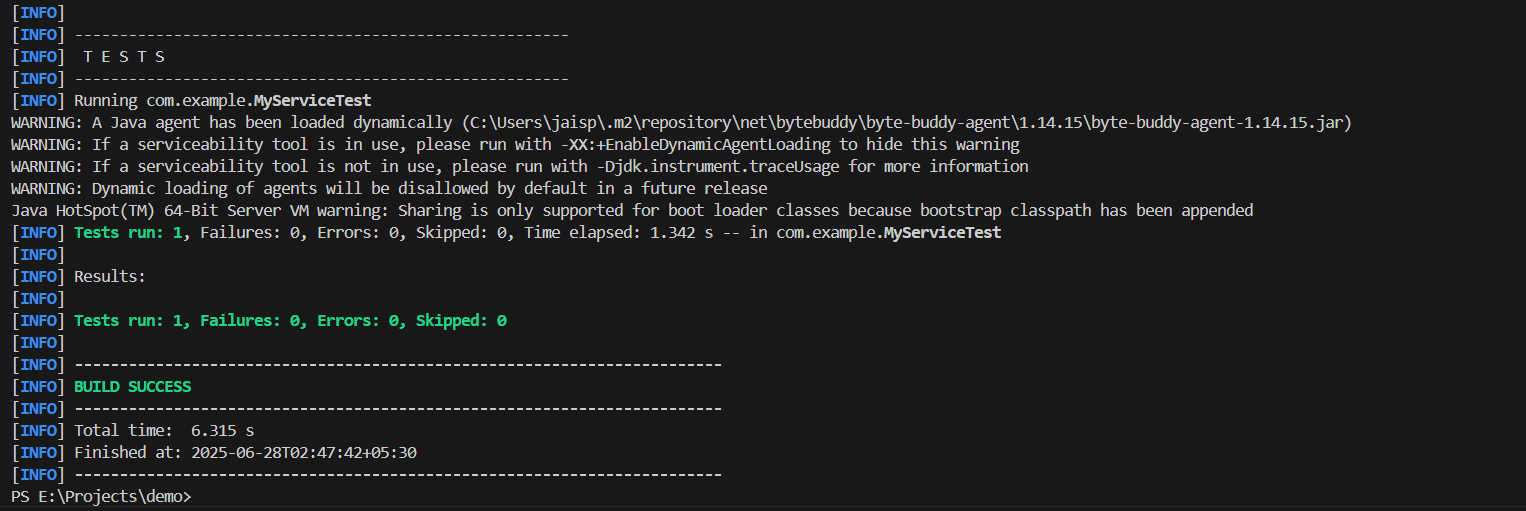 [INFO]
[INFO] -------------------------------------------------------
[INFO]  T E S T S
[INFO] -------------------------------------------------------
[INFO] Running com.example.MyServiceTest
WARNING: A Java agent has been loaded dynamically (C:\Users\jaisp\.m2\repository\net\bytebuddy\byte-buddy-agent\1.14.15\byte-buddy-agent-1.14.15.jar)
WARNING: If a serviceability tool is in use, please run with -XX:+EnableDynamicAgentLoading to hide this warning
WARNING: If a serviceability tool is not in use, please run with -Djdk.instrument.traceUsage for more information
WARNING: Dynamic loading of agents will be disallowed by default in a future release
Java HotSpot(TM) 64-Bit Server VM warning: Sharing is only supported for boot loader classes because bootstrap classpath has been appended
[INFO] Tests run: 1, Failures: 0, Errors: 0, Skipped: 0, Time elapsed: 1.342 s -- in com.example.MyServiceTest
[INFO]
[INFO] Results:
[INFO]
[INFO] Tests run: 1, Failures: 0, Errors: 0, Skipped: 0
[INFO]
[INFO] ------------------------------------------------------------------------
[INFO] BUILD SUCCESS
[INFO] ------------------------------------------------------------------------
[INFO] Total time:  6.315 s
[INFO] Finished at: 2025-06-28T02:47:42+05:30
[INFO] ------------------------------------------------------------------------
PS E:\Projects\demo>